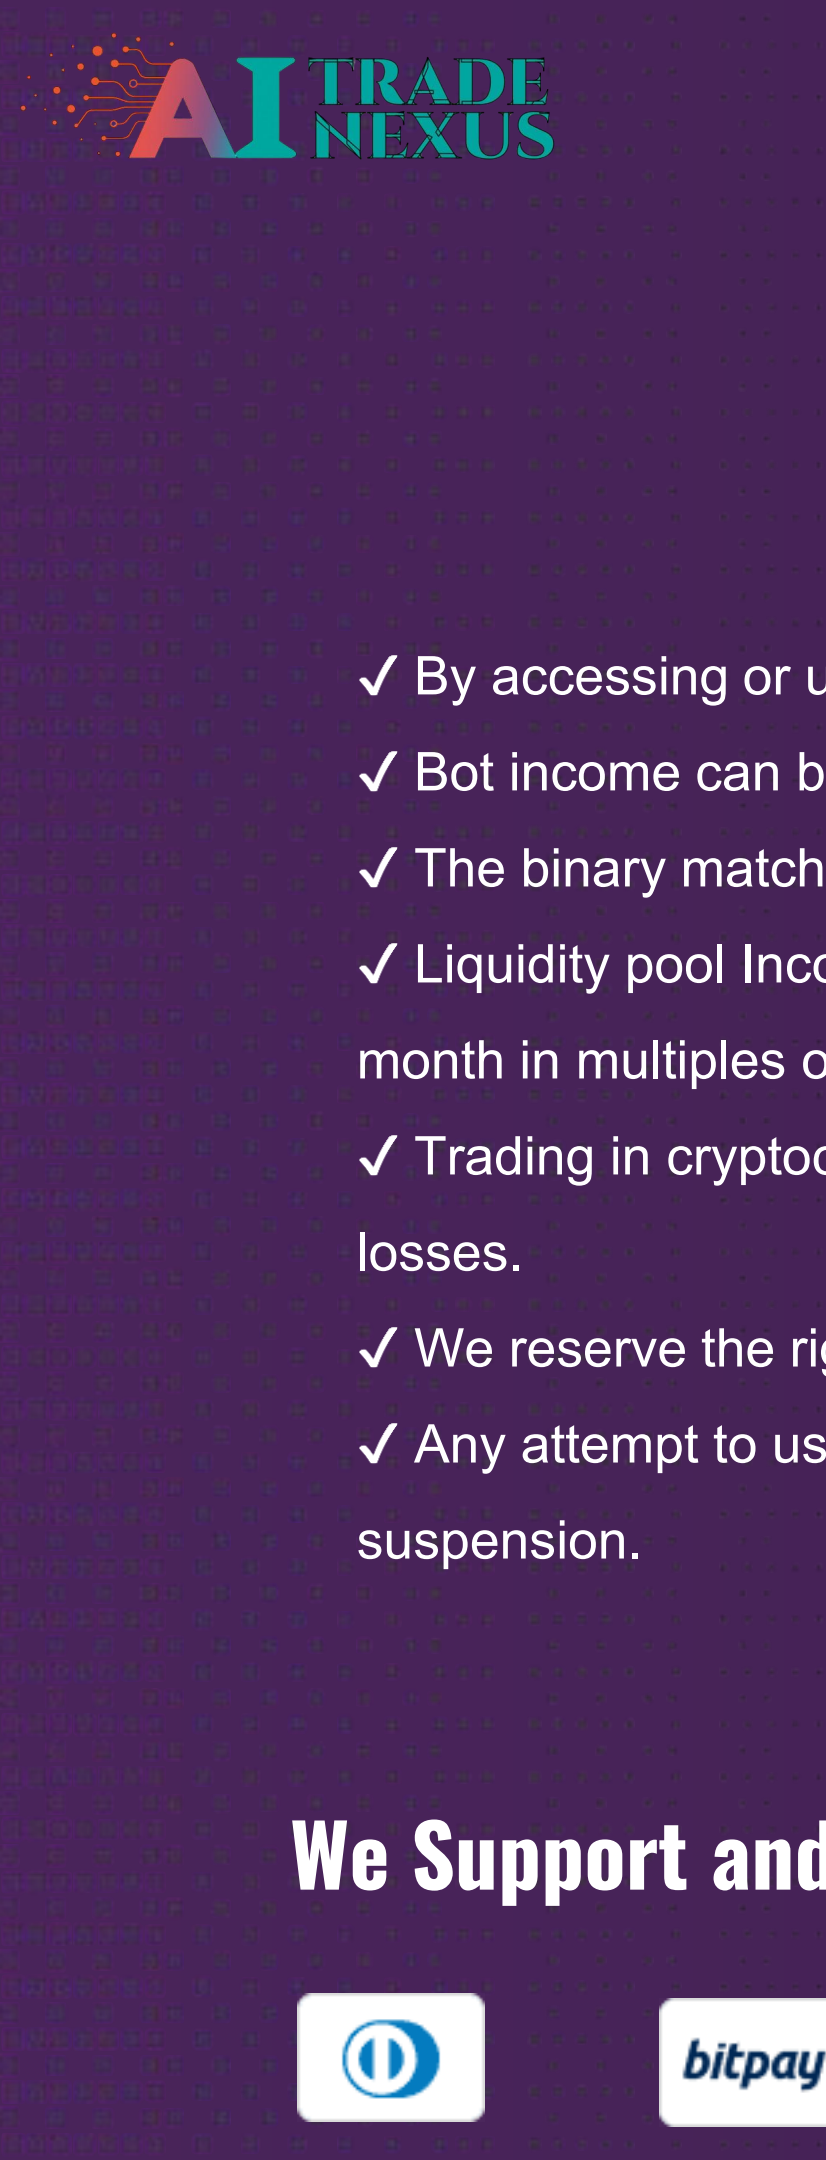 AI TRADE
NEXUS
✓ By accessing or
✓ Bot income can
✓ The binary match
✓ Liquidity pool
month in multiples
✓ Trading in
losses.
✓ We reserve the
✓ Any attempt to
suspension.
We Support and
bitpay